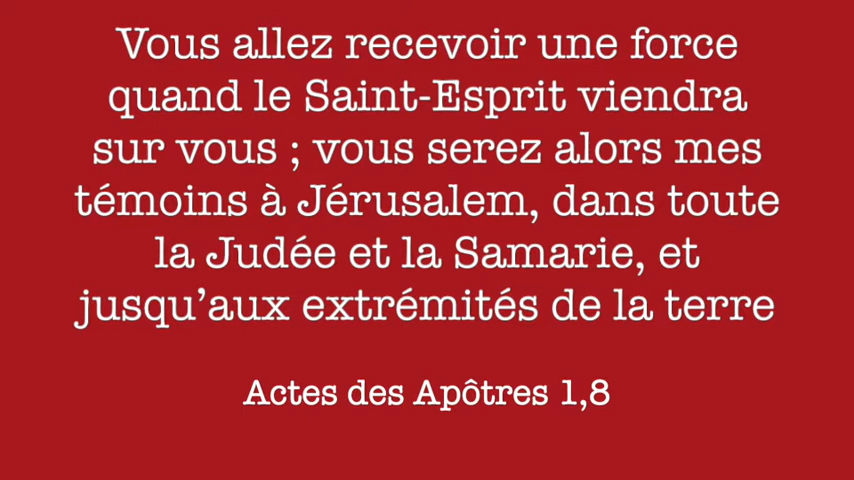 Vous allez recevoir une force
quand le Saint-Esprit viendra
sur vous ; vous serez alors mes
témoins à Jérusalem, dans toute
la Judée et la Samarie, et
jusqu’aux extrémités de la terre
Actes des Apôtres 1,8